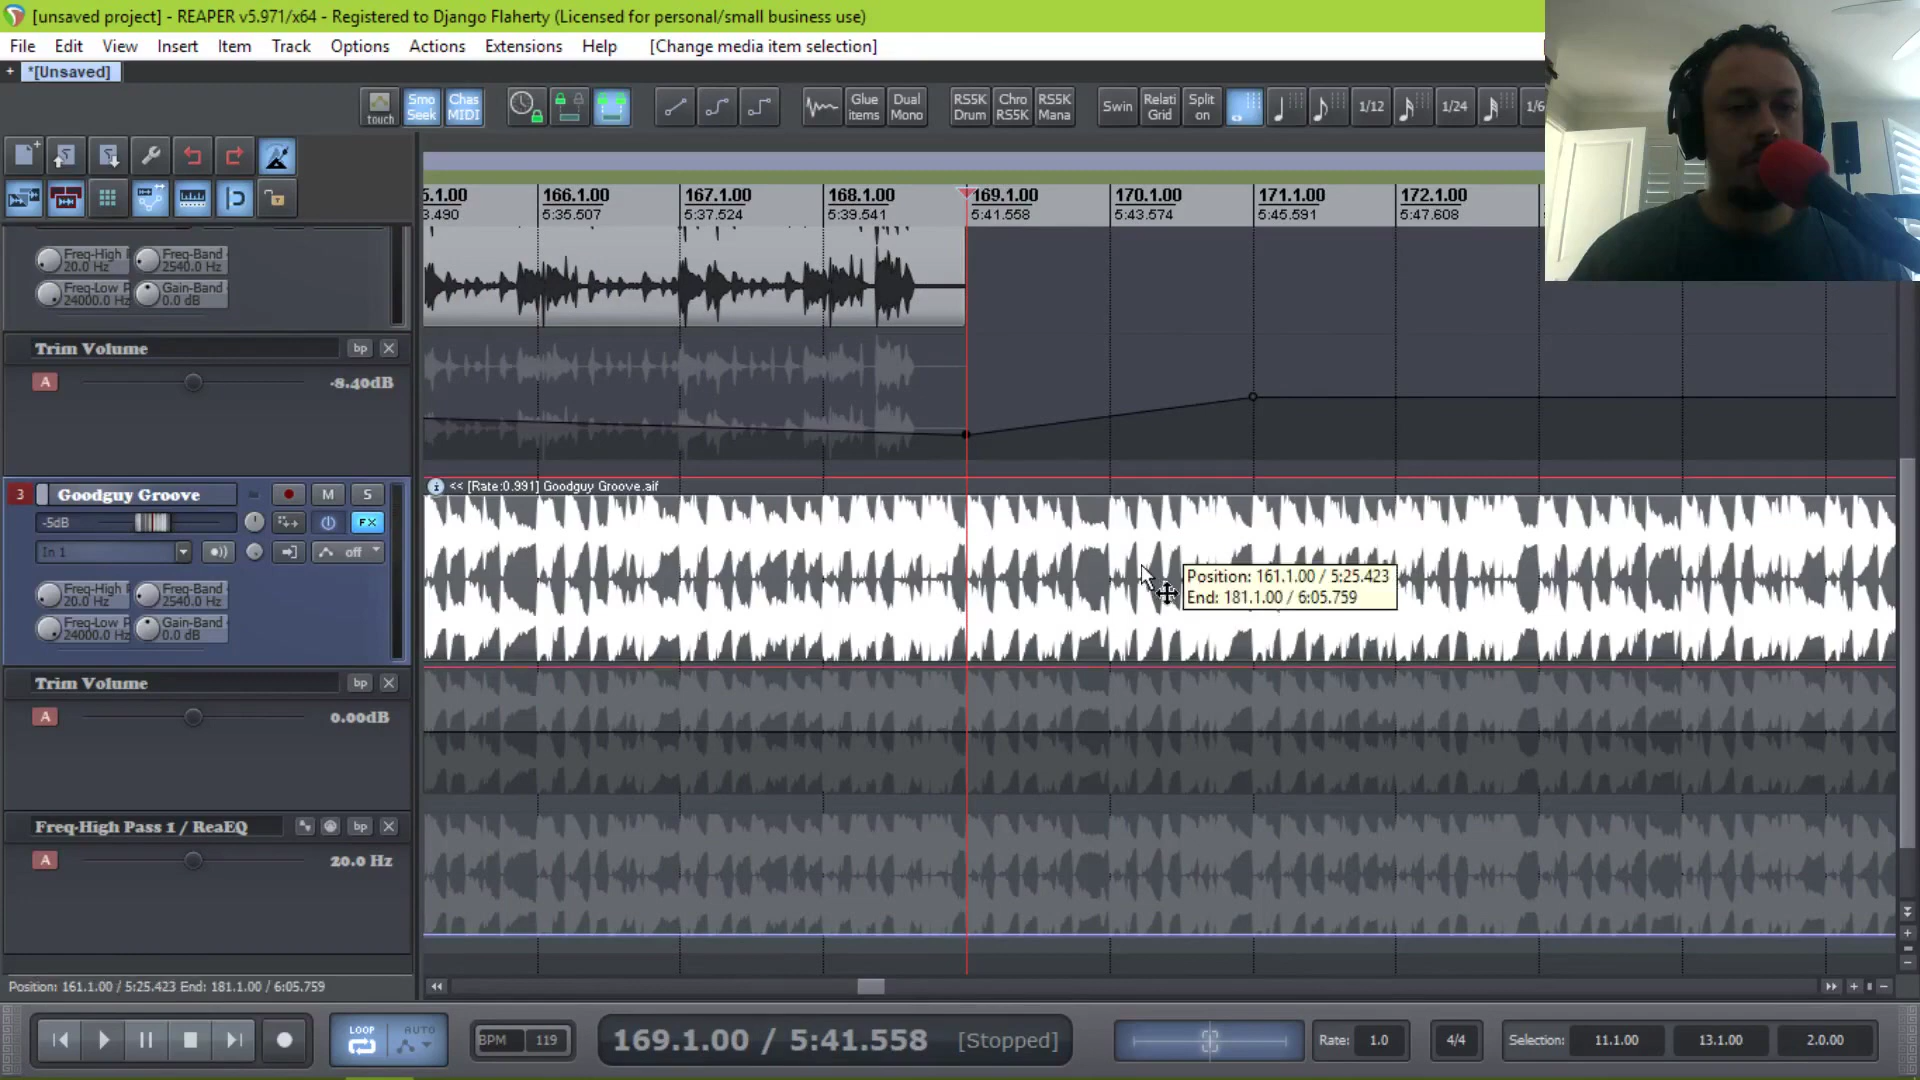 [unsaved project] - REAPER v5.971/x64 - Registered to Django Flaherty (Licensed for personal/small business use)
File Edit View Insert Item Track Options Actions Extensions Help [Change media item selection]
+ *[Unsaved]
touch
Smo Seek
Chas MIDI
Glue items
Dual Mono
RS5K Drum
Chro RS5K
RS5K Mana
Swin
Relati Grid
Split on
1/12
1/24
5.1.00 166.1.00 167.1.00 168.1.00 169.1.00 170.1.00 171.1.00 172.1.00
3.490 5:35.507 5:37.524 5:39.541 5:41.558 5:43.574 5:45.591 5:47.608
Freq-High Freq-Band
20.0 Hz 2540.0 Hz
Freq-Low Gain-Band
24000.0 Hz 0.0 dB
Trim Volume bp
A -8.40dB
3 Goodguy Groove M S
-5dB FX
In 1 off
<< [Rate:0.991] Goodguy Groove.aif
Position: 161.1.00 / 5:25.423
End: 181.1.00 / 6:05.759
Freq-High Freq-Band
20.0 Hz 2540.0 Hz
Freq-Low Gain-Band
24000.0 Hz 0.0 dB
Trim Volume bp
A 0.00dB
Freq-High Pass 1 / ReaEQ bp
A 20.0 Hz
Position: 161.1.00 / 5:25.423 End: 181.1.00 / 6:05.759
LOOP AUTO
BPM 119
169.1.00 / 5:41.558 [Stopped]
Rate: 1.0
4/4
Selection: 11.1.00 13.1.00 2.0.00